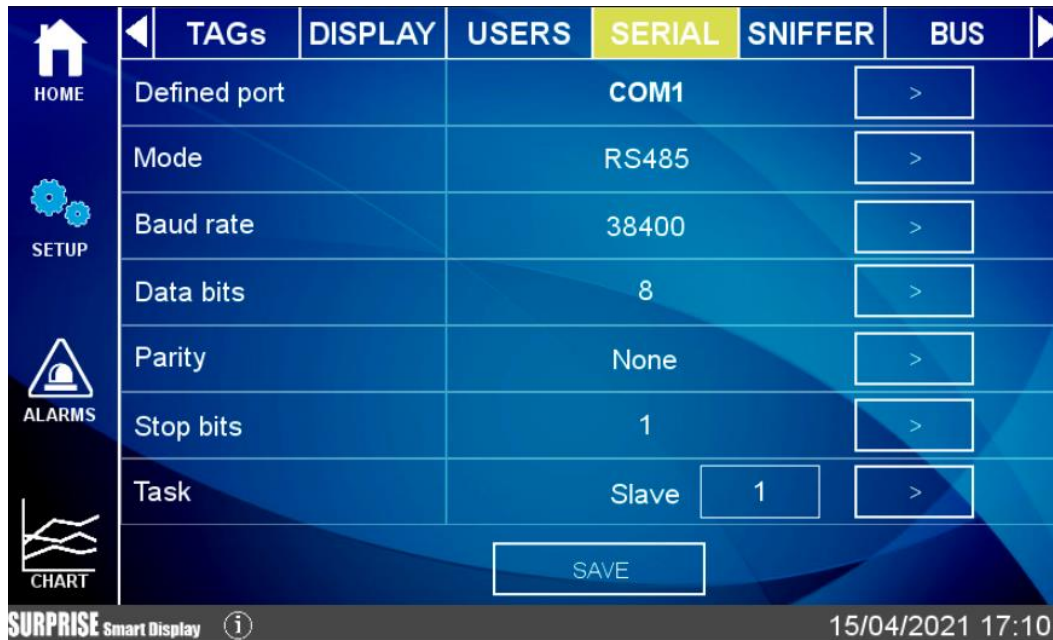 TAGs DISPLAY USERS SERIAL SNIFFER BUS
HOME
Defined port COM1 >
Mode RS485 >
SETUP
Baud rate 38400 >
Data bits 8 >
Parity None >
ALARMS
Stop bits 1 >
Task Slave 1 >
CHART
SAVE
SURPRISE Smart Display i 15/04/2021 17:10